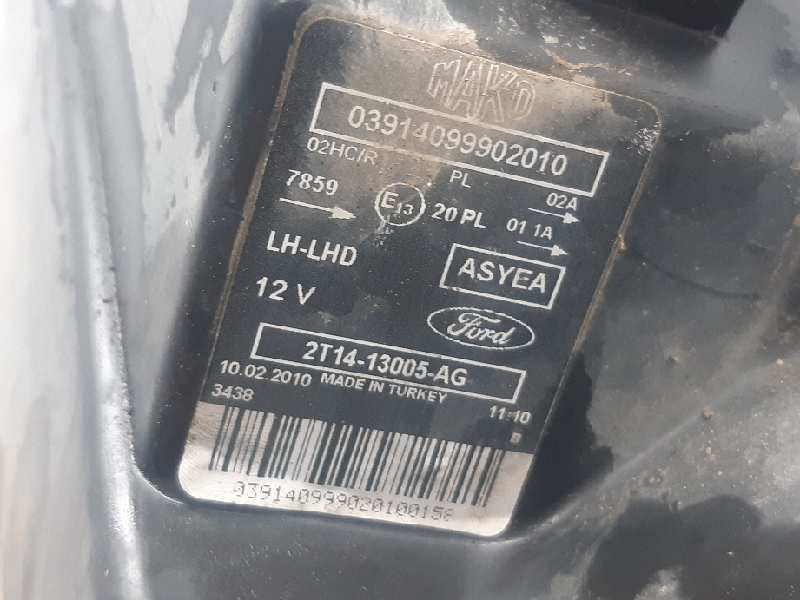 MAKO
03914099902010
02HC/R PL 02A
7859 E13 20 PL 01 1A
LH-LHD ASYEA
12 V Ford
2T14-13005-AG
10.02.2010 MADE IN TURKEY 11:10
3438 B
039140999020100158